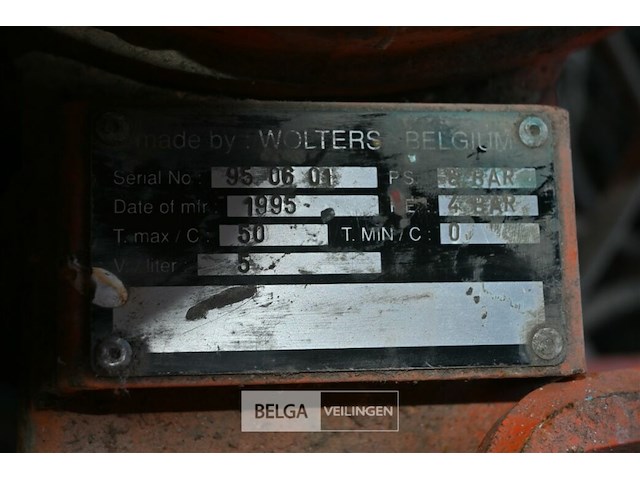 made by : WOLTERS BELGIUM
Serial No : 95 06 01 PS BAR
Date of mfr 1995 4 BAR
T. max / C : 50 T. MIN / C : 0
liter 5
BELGA VEILINGEN